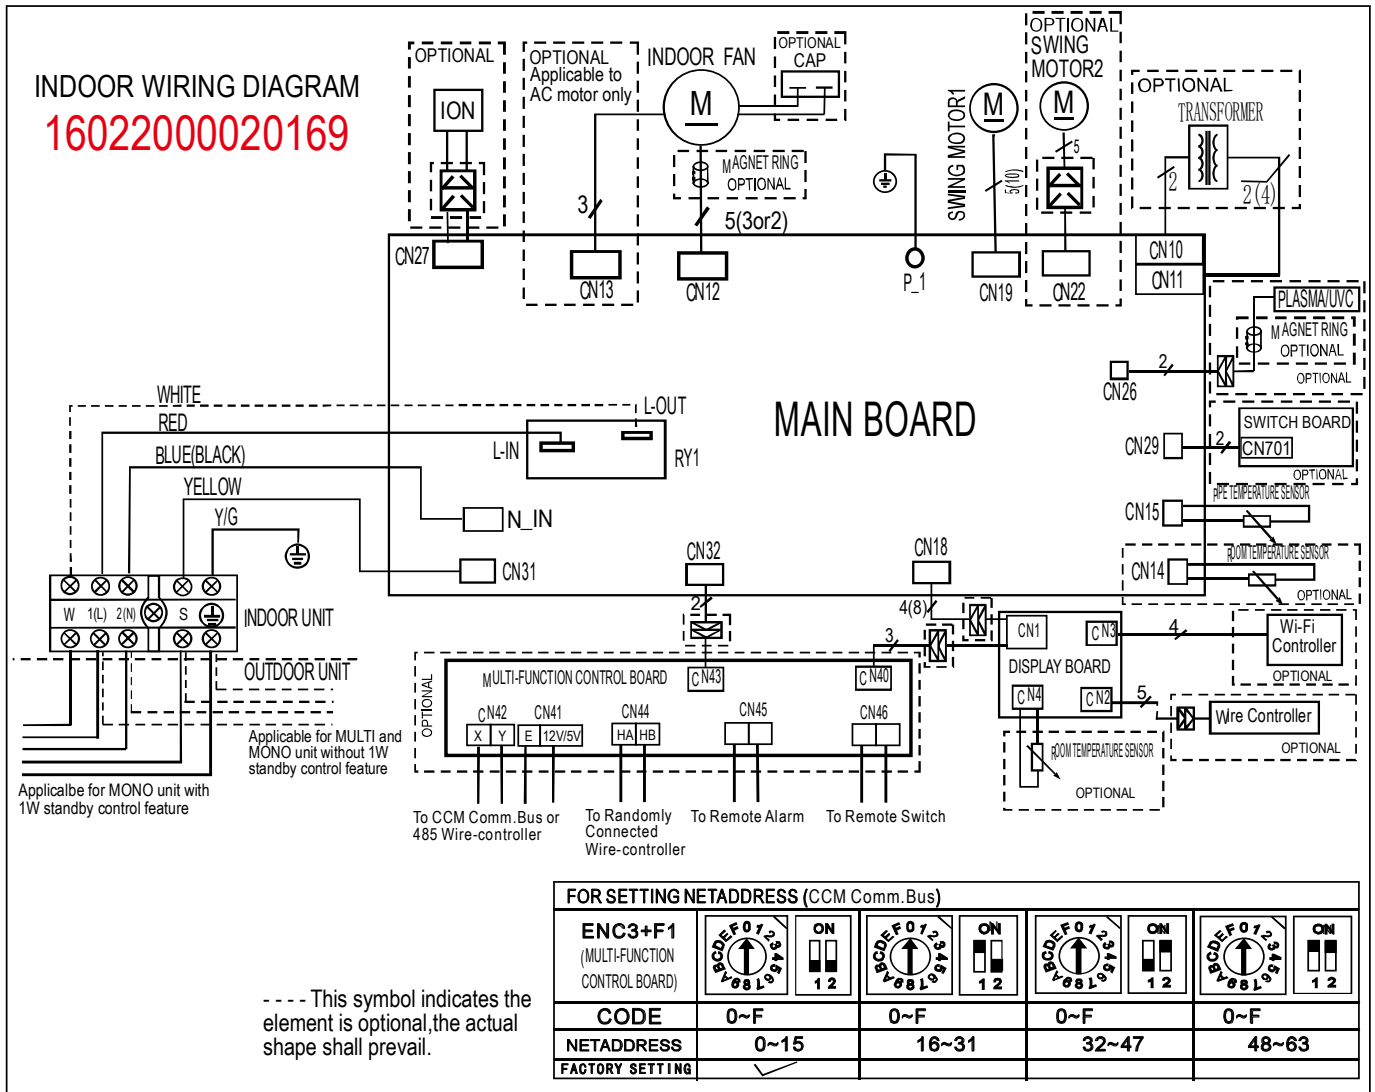 INDOOR WIRING DIAGRAM
16022000020169
OPTIONAL
ION
CN27
OPTIONAL
Applicable to
AC motor only
3
CN13
INDOOR FAN
M
OPTIONAL
CAP
MAGNET RING
OPTIONAL
5(3or2)
CN12
P_1
SWING MOTOR1
M
5(10)
CN19
OPTIONAL
SWING
MOTOR2
M
5
CN22
OPTIONAL
TRANSFORMER
2
2(4)
CN10
CN11
PLASMA/UVC
MAGNET RING
OPTIONAL
OPTIONAL
2
CN26
MAIN BOARD
SWITCH BOARD
CN701
OPTIONAL
2
CN29
PIPE TEMPERATURE SENSOR
CN15
ROOM TEMPERATURE SENSOR
CN14
OPTIONAL
WHITE
RED
BLUE(BLACK)
YELLOW
Y/G
L-OUT
L-IN
RY1
N_IN
CN31
CN32
2
CN18
4(8)
W 1(L) 2(N) S
INDOOR UNIT
OUTDOOR UNIT
Applicable for MULTI and
MONO unit without 1W
standby control feature
Applicalbe for MONO unit with
1W standby control feature
OPTIONAL
MULTI-FUNCTION CONTROL BOARD
CN43
3
CN40
CN42
X Y
CN41
E 12V/5V
CN44
HA HB
CN45
CN46
To CCM Comm.Bus or
485 Wire-controller
To Randomly
Connected
Wire-controller
To Remote Alarm
To Remote Switch
CN1
CN3
DISPLAY BOARD
CN4
CN2
4
Wi-Fi
Controller
OPTIONAL
5
Wire Controller
OPTIONAL
ROOM TEMPERATURE SENSOR
OPTIONAL
---- This symbol indicates the
element is optional,the actual
shape shall prevail.
FOR SETTING NETADDRESS (CCM Comm.Bus)
ENC3+F1
(MULTI-FUNCTION
CONTROL BOARD)
0123456789ABCDEF
ON
1 2
0123456789ABCDEF
ON
1 2
0123456789ABCDEF
ON
1 2
0123456789ABCDEF
ON
1 2
CODE 0~F 0~F 0~F 0~F
NETADDRESS 0~15 16~31 32~47 48~63
FACTORY SETTING